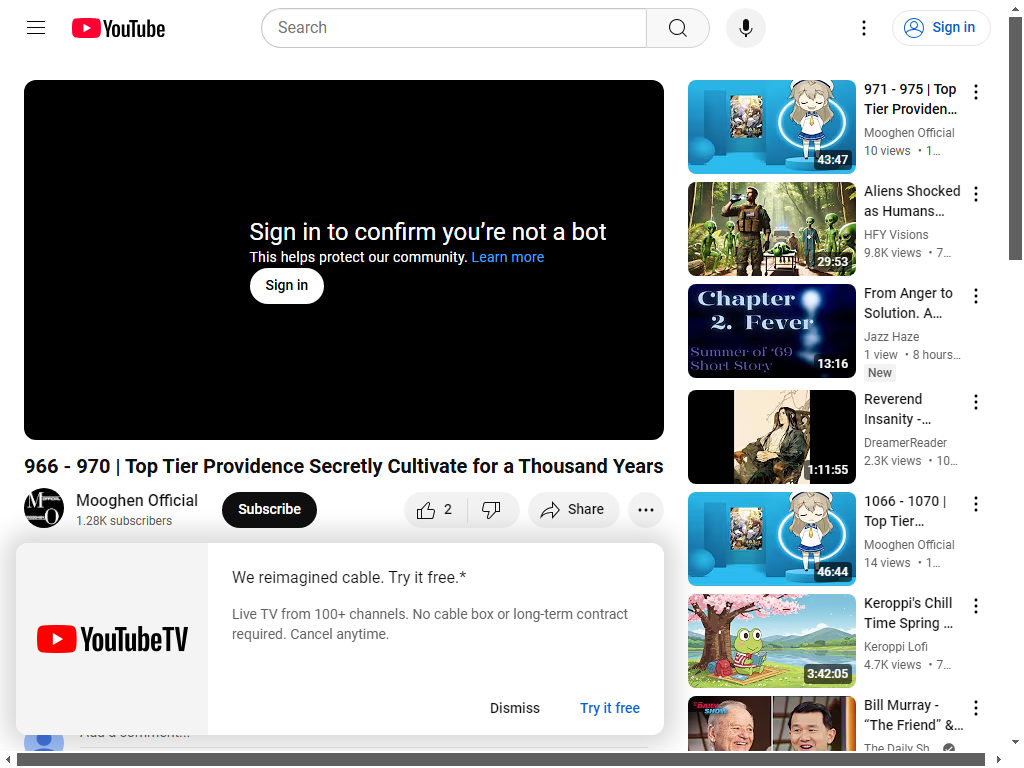 YouTube
Search
Sign in
Sign in to confirm you're not a bot
This helps protect our community. Learn more
Sign in
966 - 970 | Top Tier Providence Secretly Cultivate for a Thousand Years
Mooghen Official
1.28K subscribers
Subscribe
2
Share
We reimagined cable. Try it free.*
Live TV from 100+ channels. No cable box or long-term contract
required. Cancel anytime.
YouTubeTV
Dismiss
Try it free
Add a comment...
971 - 975 | Top
Tier Providen...
Mooghen Official
10 views • 1...
43:47
Aliens Shocked
as Humans...
HFY Visions
9.8K views • 7...
29:53
Chapter
2. Fever
Summer of '69
Short Story
13:16
From Anger to
Solution. A...
Jazz Haze
1 view • 8 hours...
New
Reverend
Insanity -...
DreamerReader
2.3K views • 10...
1:11:55
1066 - 1070 |
Top Tier...
Mooghen Official
14 views • 1...
46:44
Keroppi's Chill
Time Spring ...
Keroppi Lofi
4.7K views • 7...
3:42:05
Bill Murray -
“The Friend” &...
The Daily Sh...
THE DAILY
SHOW